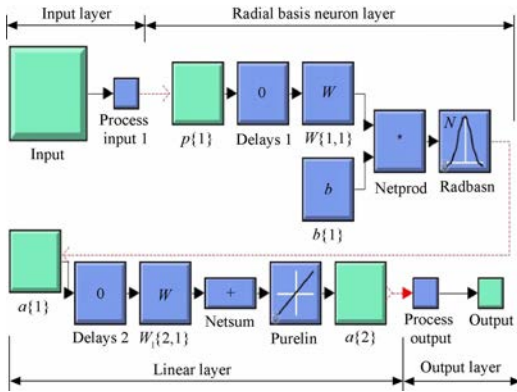 Input layer
Radial basis neuron layer
0
W
Process
input 1
p{1}
Delays 1
W{1,1}
Input
*
N
b
Netprod
Radbasn
b{1}
0
W
+
a{1}
Delays 2
W{2,1}
Netsum
Purelin
a{2}
Process
output
Output
Linear layer
Output layer